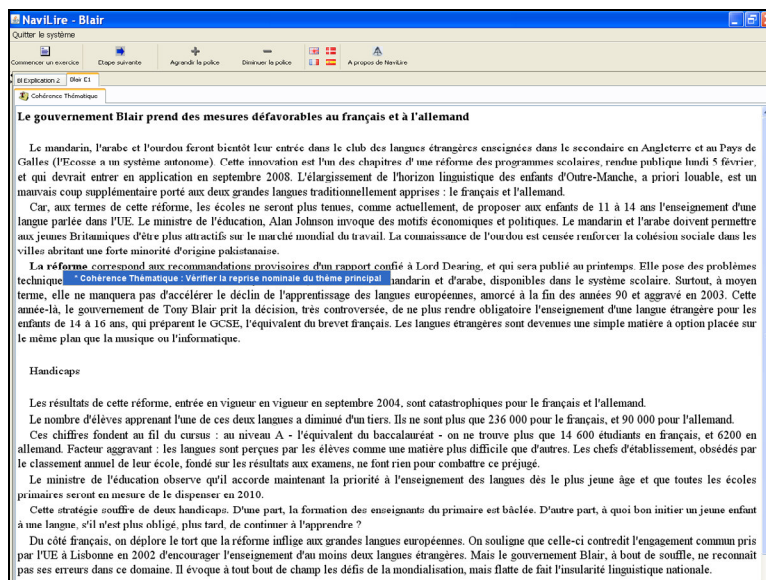 NaviLire - Blair
Quitter le système
Commencer un exercice Etape suivante Agrandir la police Diminuer la police A propos de NaviLire
Bl Explication 2 Blair E1
Cohérence Thématique
Le gouvernement Blair prend des mesures défavorables au français et à l'allemand
Le mandarin, l'arabe et l'ourdou feront bientôt leur entrée dans le club des langues étrangères enseignées dans le secondaire en Angleterre et au Pays de
Galles (l'Ecosse a un système autonome). Cette innovation est l'un des chapitres d' une réforme des programmes scolaires, rendue publique lundi 5 février,
et qui devrait entrer en application en septembre 2008. L'élargissement de l'horizon linguistique des enfants d'Outre-Manche, a priori louable, est un
mauvais coup supplémentaire porté aux deux grandes langues traditionnellement apprises : le français et l'allemand.
Car, aux termes de cette réforme, les écoles ne seront plus tenues, comme actuellement, de proposer aux enfants de 11 à 14 ans l'enseignement d'une
langue parlée dans l'UE. Le ministre de l'éducation, Alan Johnson invoque des motifs économiques et politiques. Le mandarin et l'arabe doivent permettre
aux jeunes Britanniques d'être plus attractifs sur le marché mondial du travail. La connaissance de l'ourdou est censée renforcer la cohésion sociale dans les
villes abritant une forte minorité d'origine pakistanaise.
La réforme correspond aux recommandations provisoires d'un rapport confié à Lord Dearing, et qui sera publié au printemps. Elle pose des problèmes
technique * Cohérence Thématique : Vérifier la reprise nominale du thème principal mandarin et d'arabe, disponibles dans le système scolaire. Surtout, à moyen
terme, elle ne manquera pas d'accélérer le déclin de l'apprentissage des langues européennes, amorcé à la fin des années 90 et aggravé en 2003. Cette
année-là, le gouvernement de Tony Blair prit la décision, très controversée, de ne plus rendre obligatoire l'enseignement d'une langue étrangère pour les
enfants de 14 à 16 ans, qui préparent le GCSE, l'équivalent du brevet français. Les langues étrangères sont devenues une simple matière à option placée sur
le même plan que la musique ou l'informatique.
Handicaps
Les résultats de cette réforme, entrée en vigueur en vigueur en septembre 2004, sont catastrophiques pour le français et l'allemand.
Le nombre d'élèves apprenant l'une de ces deux langues a diminué d'un tiers. Ils ne sont plus que 236 000 pour le français, et 90 000 pour l'allemand.
Ces chiffres fondent au fil du cursus : au niveau A - l'équivalent du baccalauréat - on ne trouve plus que 14 600 étudiants en français, et 6200 en
allemand. Facteur aggravant : les langues sont perçues par les élèves comme une matière plus difficile que d'autres. Les chefs d'établissement, obsédés par
le classement annuel de leur école, fondé sur les résultats aux examens, ne font rien pour combattre ce préjugé.
Le ministre de l'éducation observe qu'il accorde maintenant la priorité à l'enseignement des langues dès le plus jeune âge et que toutes les écoles
primaires seront en mesure de le dispenser en 2010.
Cette stratégie souffre de deux handicaps. D'une part, la formation des enseignants du primaire est bâclée. D'autre part, à quoi bon initier un jeune enfant
à une langue, s'il n'est plus obligé, plus tard, de continuer à l'apprendre ?
Du côté français, on déplore le tort que la réforme inflige aux grandes langues européennes. On souligne que celle-ci contredit l'engagement commun pris
par l'UE à Lisbonne en 2002 d'encourager l'enseignement d'au moins deux langues étrangères. Mais le gouvernement Blair, à bout de souffle, ne reconnaît
pas ses erreurs dans ce domaine. Il évoque à tout bout de champ les défis de la mondialisation, mais flatte de fait l'insularité linguistique nationale.